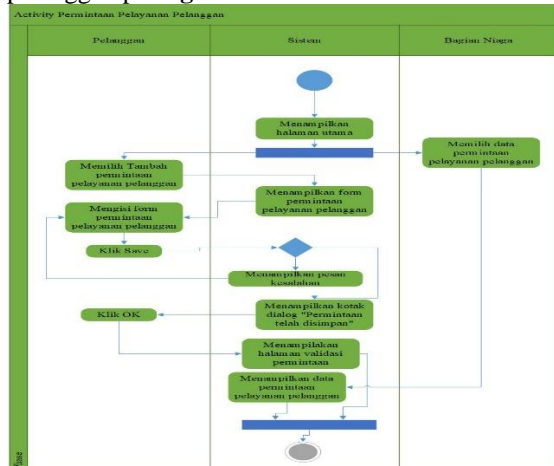 Activity Permintaan Pelayanan Pelanggan
Pelanggan
Sistem
Bagian Niaga
Menampilkan
halaman utama
Memilih data
permintaan
pelayanan pelanggan
Memilih Tambah
permintaan
pelayanan pelanggan
Menampilkan form
permintaan
pelayanan pelanggan
Mengisi form
permintaan
pelayanan pelanggan
Klik Save
Menampilkan pesan
kesalahan
Menampilkan kotak
dialog "Permintaan
telah disimpan"
Klik OK
Menampilakan
halaman validasi
permintaan
Menampilkan data
permintaan
pelayanan pelanggan